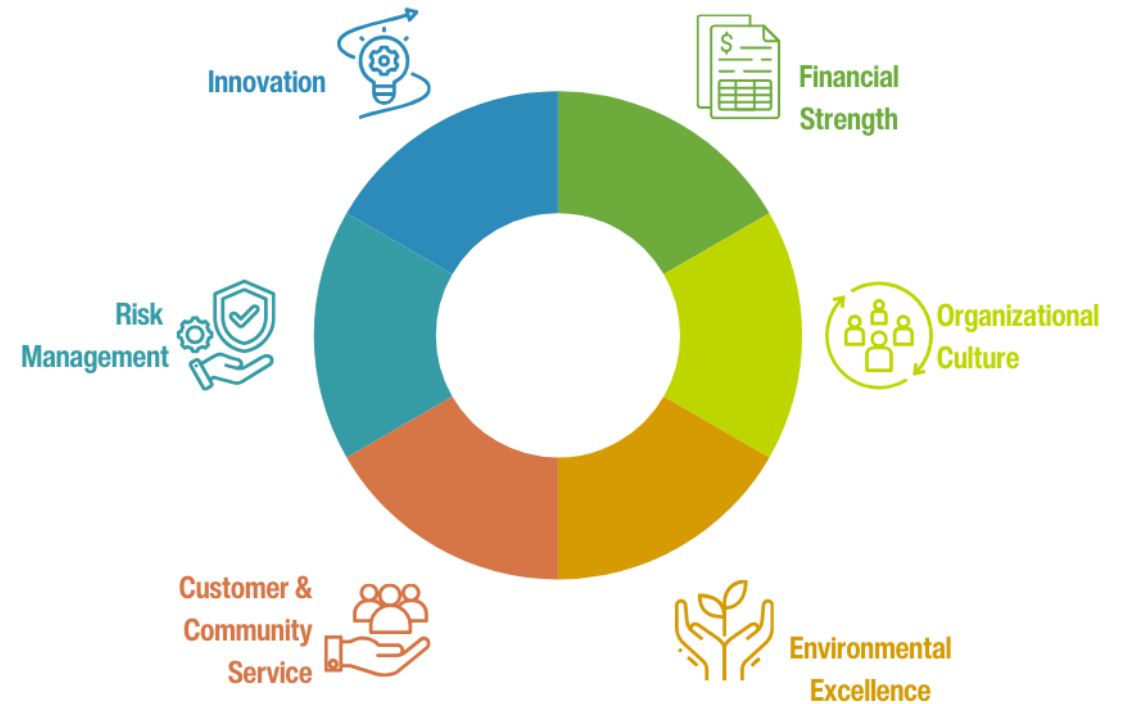 Innovation
Financial
Strength
Organizational
Culture
Environmental
Excellence
Customer &
Community
Service
Risk
Management
$